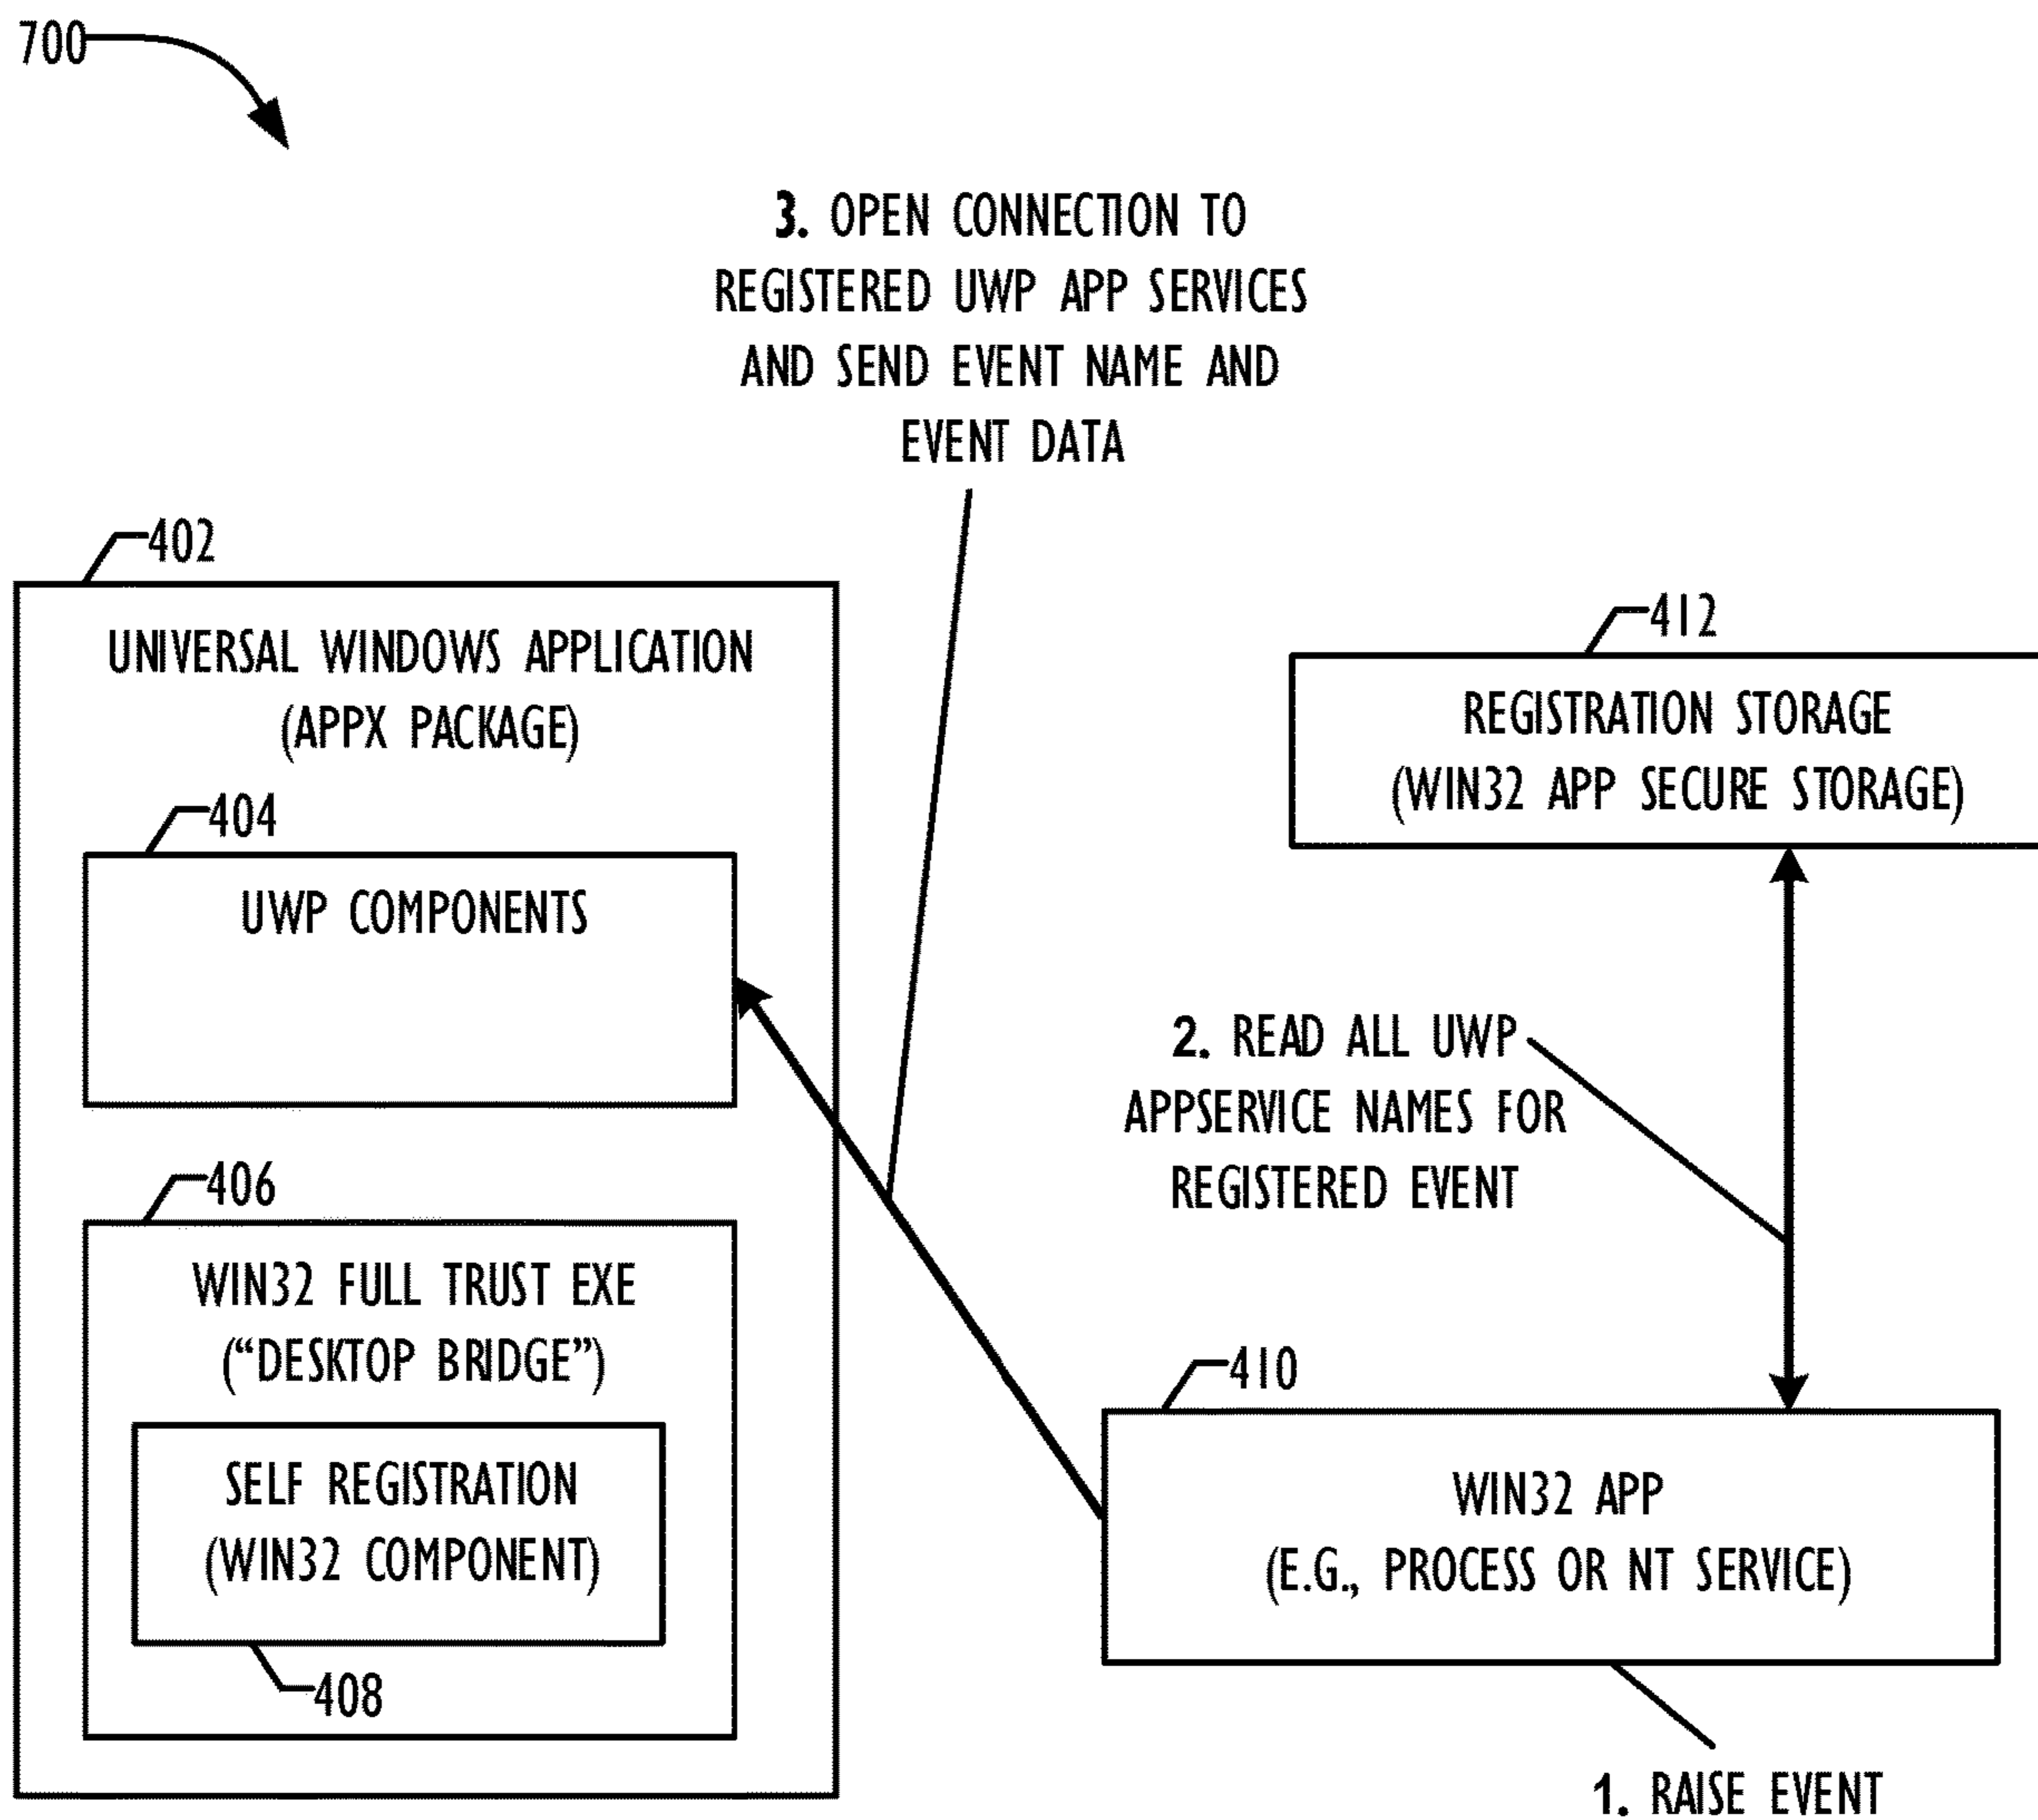 700
3. OPEN CONNECTION TO
REGISTERED UWP APP SERVICES
AND SEND EVENT NAME AND
EVENT DATA
402
UNIVERSAL WINDOWS APPLICATION
(APPX PACKAGE)
404
UWP COMPONENTS
406
WIN32 FULL TRUST EXE
(“DESKTOP BRIDGE”)
SELF REGISTRATION
(WIN32 COMPONENT)
408
412
REGISTRATION STORAGE
(WIN32 APP SECURE STORAGE)
2. READ ALL UWP
APPSERVICE NAMES FOR
REGISTERED EVENT
410
WIN32 APP
(E.G., PROCESS OR NT SERVICE)
1. RAISE EVENT